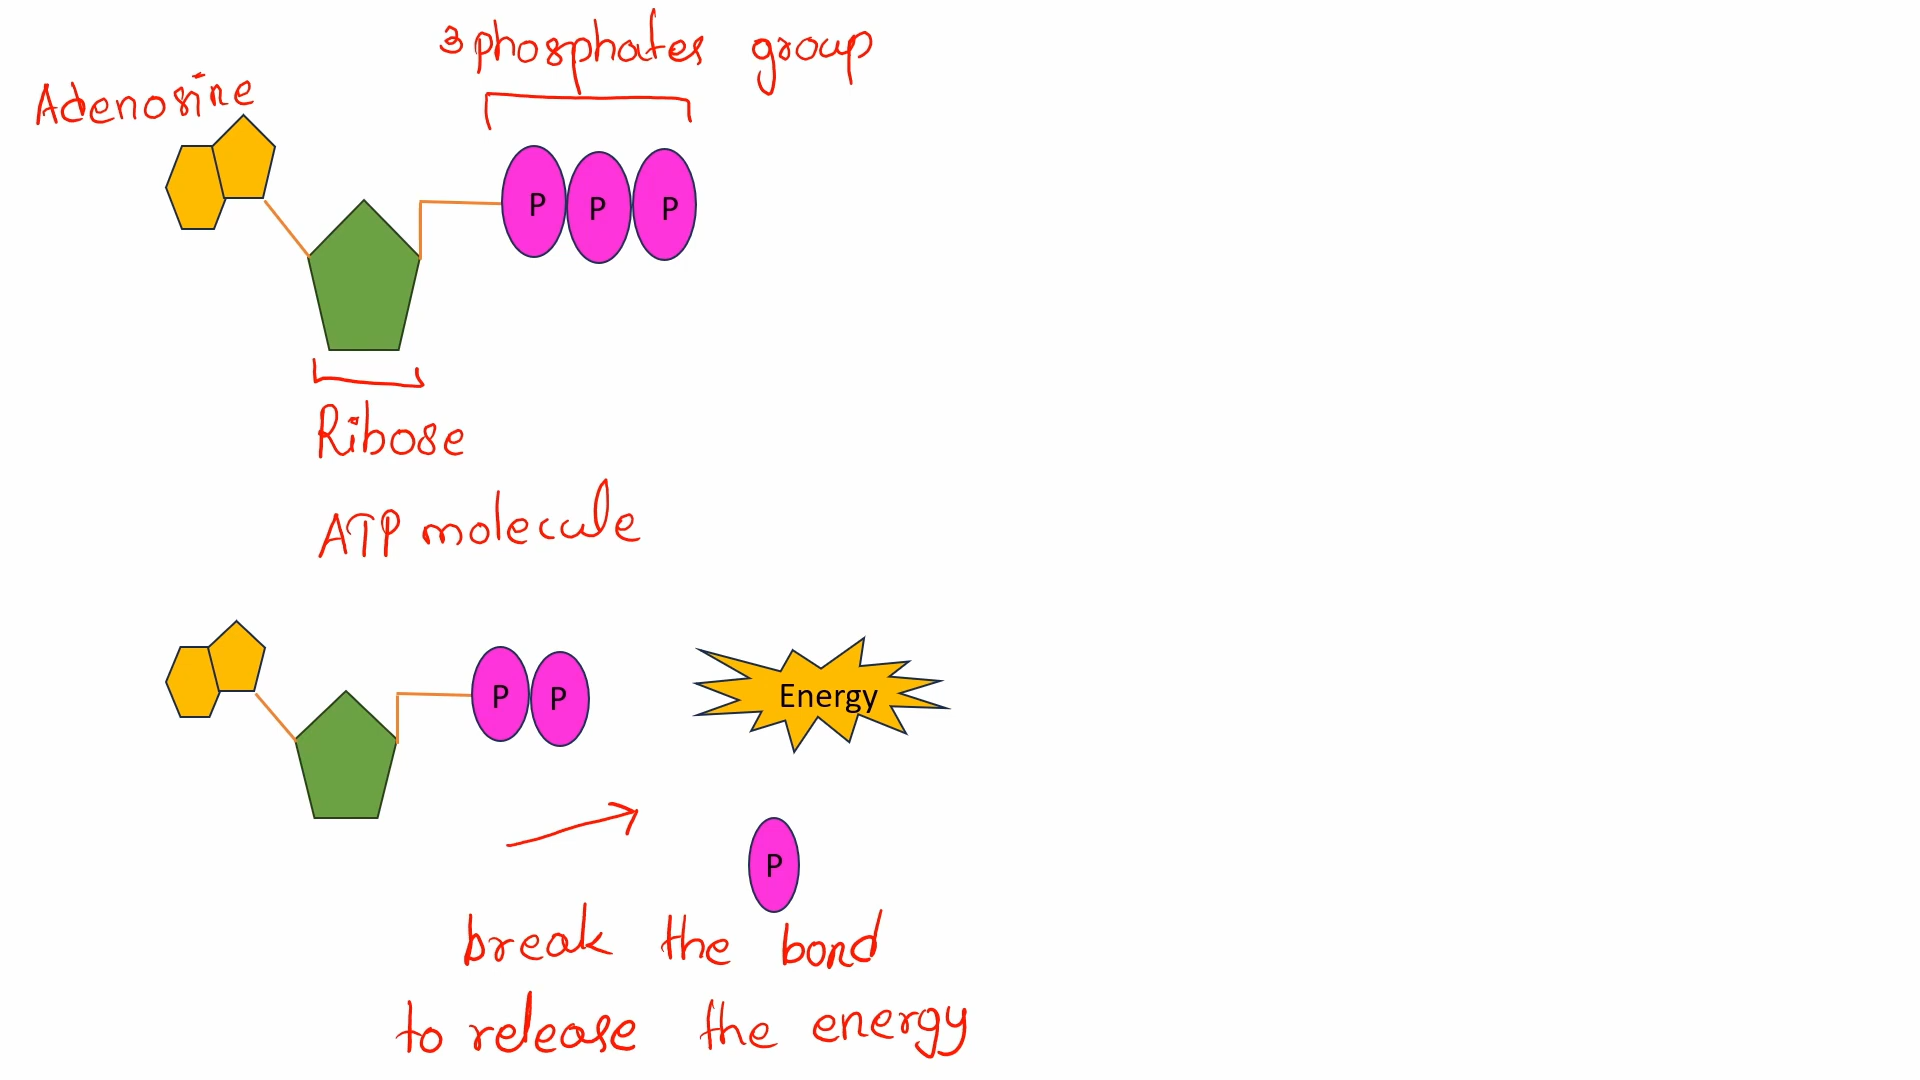 3 phosphates group
Adenosine
P P P
Ribose
ATP molecule
P P
Energy
P
break the bond
to release the energy